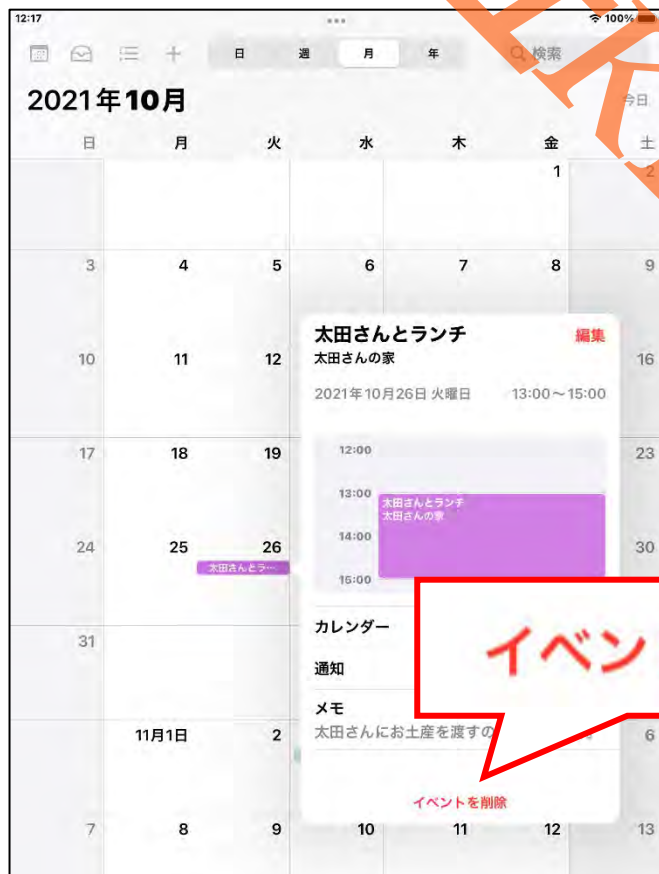 12:17 100%
日 週 月 年 検索
2021年10月 今日
日 月 火 水 木 金 土
1 2
3 4 5 6 7 8 9
太田さんとランチ 編集
太田さんの家
10 11 12 16
2021年10月26日 火曜日 13:00~15:00
17 18 19 12:00 23
13:00 太田さんとランチ
太田さんの家
14:00
24 25 26 30
太田さんとラ…
15:00
カレンダー
イベン
31
通知
メモ
11月1日 2 太田さんにお土産を渡すの 6
イベントを削除
7 8 9 10 11 12 13